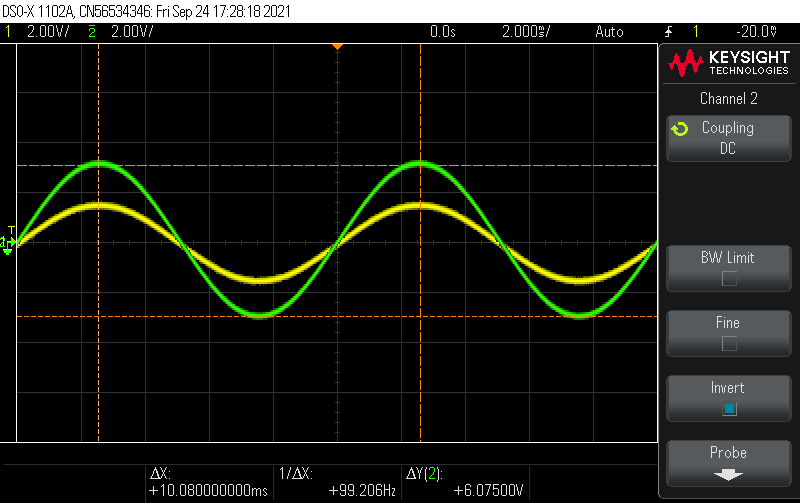 DSO-X 1102A, CN56534346: Fri Sep 24 17:28:18 2021
1 2.00V/ 2 2.00V/ 0.0s 2.000ms/ Auto 1 -20.0mV
KEYSIGHT
TECHNOLOGIES
Channel 2
Coupling
DC
T
BW Limit
Fine
Invert
Probe
ΔX: 1/ΔX: ΔY(2):
+10.080000000ms +99.206Hz +6.07500V